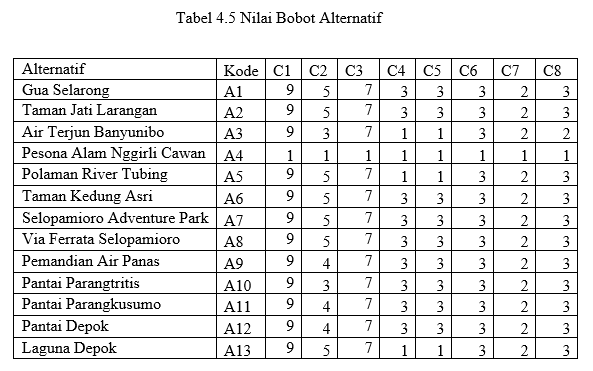 Tabel 4.5 Nilai Bobot Alternatif
Alternatif Kode C1 C2 C3 C4 C5 C6 C7 C8
Gua Selarong A1 9 5 7 3 3 3 2 3
Taman Jati Larangan A2 9 5 7 3 3 3 2 3
Air Terjun Banyunibo A3 9 3 7 1 1 3 2 2
Pesona Alam Nggirli Cawan A4 1 1 1 1 1 1 1 1
Polaman River Tubing A5 9 5 7 1 1 3 2 3
Taman Kedung Asri A6 9 5 7 3 3 3 2 3
Selopamioro Adventure Park A7 9 5 7 3 3 3 2 3
Via Ferrata Selopamioro A8 9 5 7 3 3 3 2 3
Pemandian Air Panas A9 9 4 7 3 3 3 2 3
Pantai Parangtritis A10 9 3 7 3 3 3 2 3
Pantai Parangkusumo A11 9 4 7 3 3 3 2 3
Pantai Depok A12 9 4 7 3 3 3 2 3
Laguna Depok A13 9 5 7 1 1 3 2 3